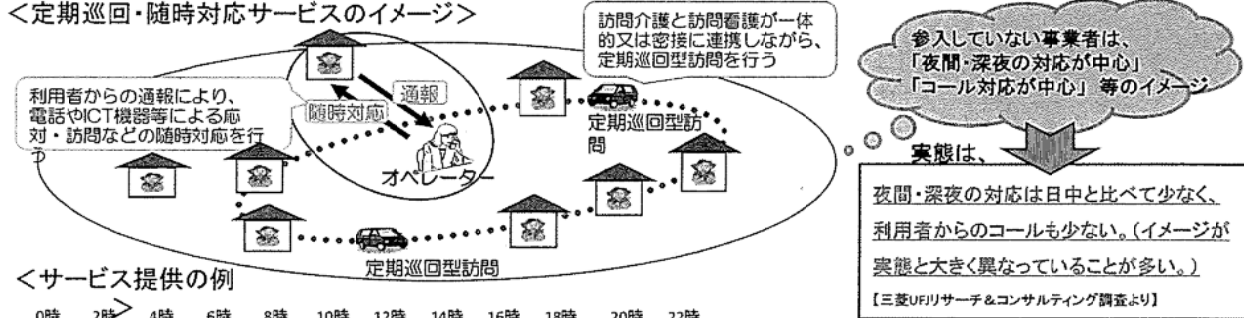 <定期巡回・随時対応サービスのイメージ>
訪問介護と訪問看護が一体
的又は密接に連携しながら、
定期巡回型訪問を行う
利用者からの通報により、
電話やICT機器等による応
対・訪問などの随時対応を行
う
通報
随時対応
オペレーター
定期巡回型訪
問
定期巡回型訪問
参入していない事業者は、
「夜間・深夜の対応が中心」
「コール対応が中心」 等のイメージ
実態は、
夜間・深夜の対応は日中と比べて少なく、
利用者からのコールも少ない。(イメージが
実態と大きく異なっていることが多い。)
【三菱UFJリサーチ&コンサルティング調査より】
<サービス提供の例
>
0時 2時 4時 6時 8時 10時 12時 14時 16時 18時 20時 22時